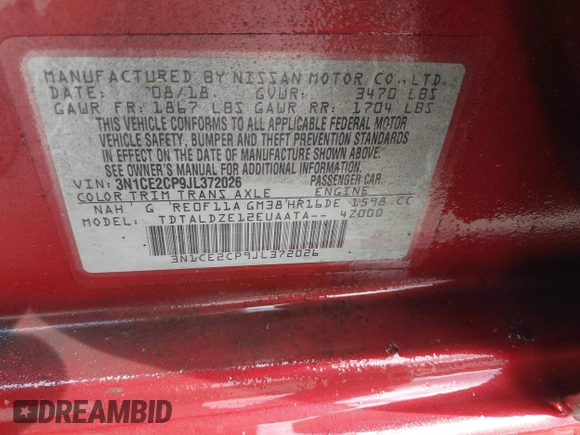 MANUFACTURED BY NISSAN MOTOR CO., LTD.
DATE: 08/18 GVWR: 3470 LBS
GAWR FR: 1867 LBS GAWR RR: 1704 LBS
THIS VEHICLE CONFORMS TO ALL APPLICABLE FEDERAL MOTOR
VEHICLE SAFETY, BUMPER AND THEFT PREVENTION STANDARDS
IN EFFECT ON THE DATE OF MANUFACTURE SHOWN ABOVE.
SEE OWNER'S MANUAL FOR ADDITIONAL INFORMATION.
VIN: 3N1CE2CP9JL372026 PASSENGER CAR
COLOR TRIM TRANS AXLE ENGINE
NAH G RE0F11A GM38 HR16DE 1598 CC
MODEL: TDTALDZE12EUAATA-- 4Z000
3N1CE2CP9JL372026
DREAMBID